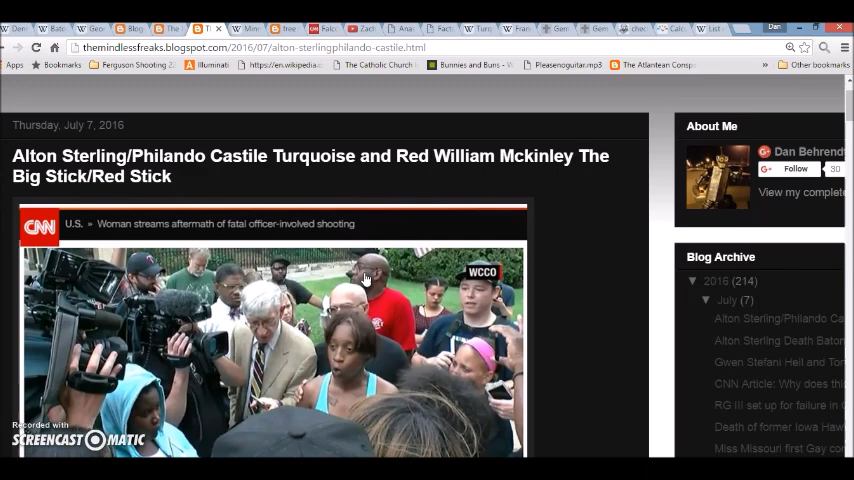 Dan
themindlessfreaks.blogspot.com/2016/07/alton-sterlingphilando-castile.html
Apps Bookmarks Ferguson Shooting Illuminati https://en.wikipedia The Catholic Church Bunnies and Buns Pleasenoguitar.mp3 The Atlantean Consp » Other bookmarks
Thursday, July 7, 2016
Alton Sterling/Philando Castile Turquoise and Red William Mckinley The
Big Stick/Red Stick
CNN U.S. » Woman streams aftermath of fatal officer-involved shooting
WCCO
Recorded with
SCREENCAST MATIC
About Me
Dan Behrendt
Follow 30
View my complete
Blog Archive
▼ 2016 (214)
▼ July (7)
Alton Sterling/Philando Ca
Alton Sterling Death Baton
Gwen Stefani Hell and Tor
CNN Article: Why does thi
RG III set up for failure in C
Death of former Iowa Haw
Miss Missouri first Gay co